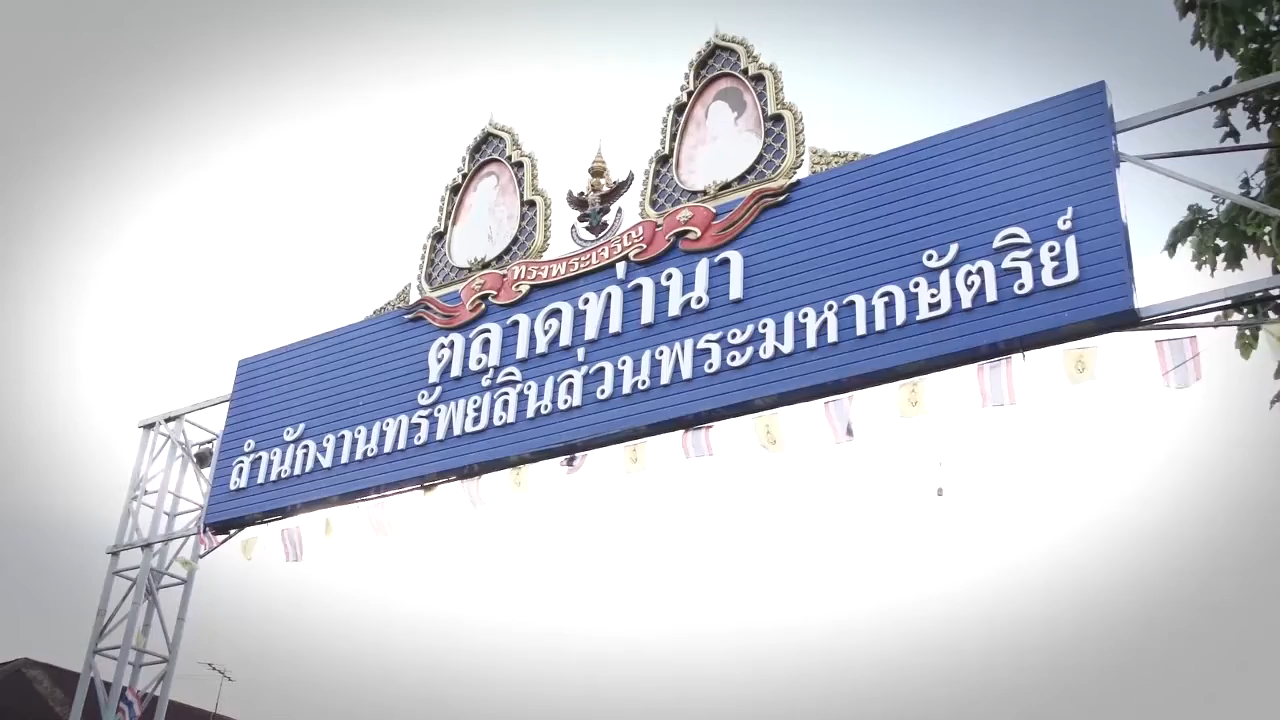 ทรงพระเจริญ
ตลาดท่านา
สำนักงานทรัพย์สินส่วนพระมหากษัตริย์